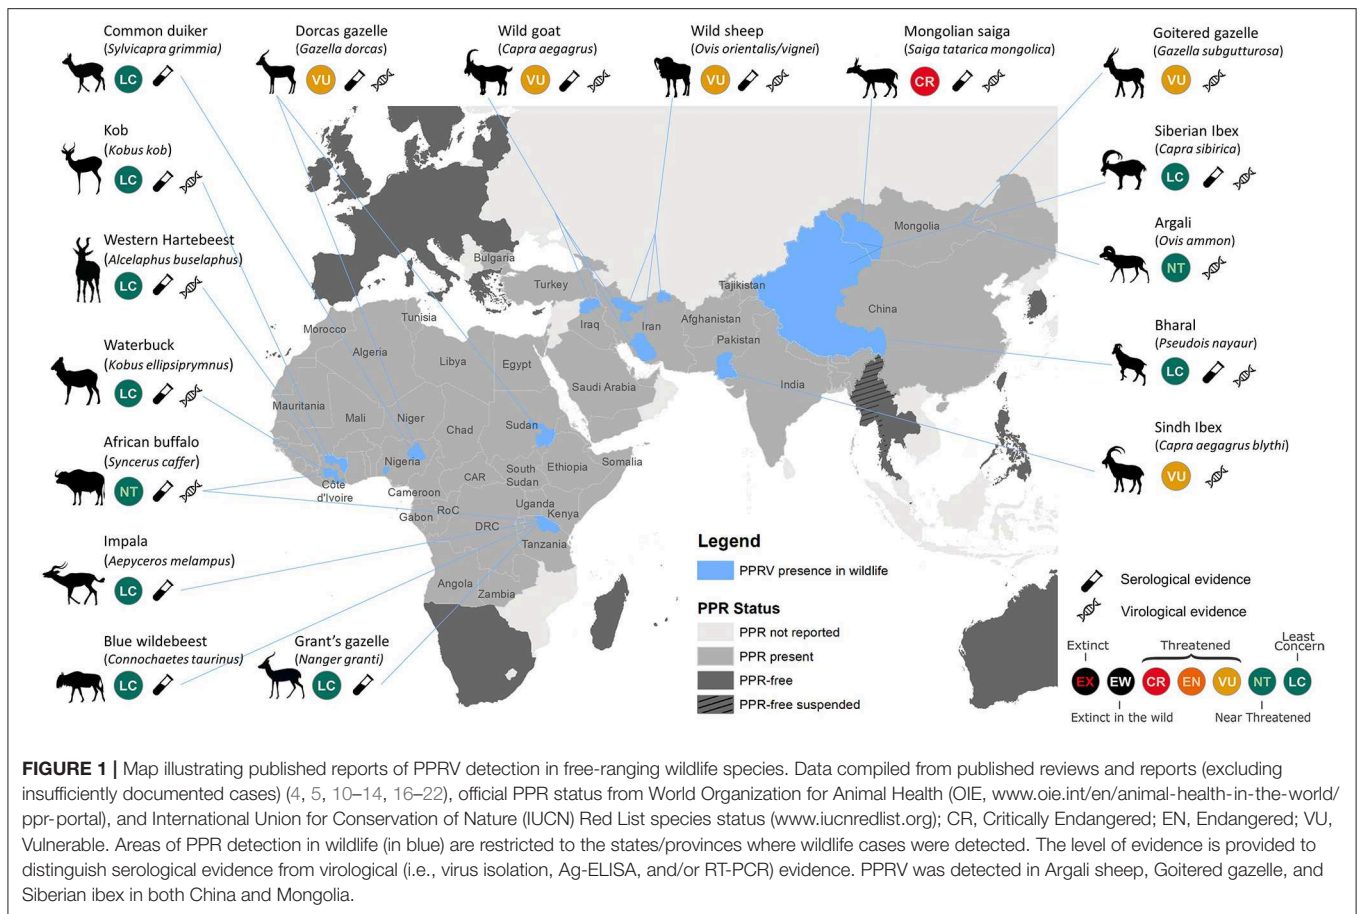 Common duiker
(Sylvicapra grimmia)
LC
Dorcas gazelle
(Gazella dorcas)
VU
Wild goat
(Capra aegagrus)
VU
Wild sheep
(Ovis orientalis/vignei)
VU
Mongolian saiga
(Saiga tatarica mongolica)
CR
Goitered gazelle
(Gazella subgutturosa)
VU
Kob
(Kobus kob)
LC
Siberian Ibex
(Capra sibirica)
LC
Western Hartebeest
(Alcelaphus buselaphus)
LC
Argali
(Ovis ammon)
NT
Waterbuck
(Kobus ellipsiprymnus)
LC
Bharal
(Pseudois nayaur)
LC
African buffalo
(Syncerus caffer)
NT
Sindh Ibex
(Capra aegagrus blythi)
VU
Impala
(Aepyceros melampus)
LC
Blue wildebeest
(Connochaetes taurinus)
LC
Grant's gazelle
(Nanger granti)
LC
Mongolia
Bulgaria
Turkey
Tajikistan
China
Tunisia
Morocco
Iraq
Iran
Afghanistan
Pakistan
Algeria
Libya
Egypt
Saudi Arabia
India
Mauritania
Mali
Niger
Chad
Sudan
Nigeria
CAR
South
Sudan
Ethiopia
Somalia
Côte
d'Ivoire
Cameroon
Gabon
RoC
DRC
Uganda
Kenya
Tanzania
Angola
Zambia
Legend
PPRV presence in wildlife
PPR Status
PPR not reported
PPR present
PPR-free
PPR-free suspended
Serological evidence
Virological evidence
Extinct
Threatened
Least
Concern
EX EW CR EN VU NT LC
Extinct in the wild
Near Threatened
FIGURE 1 | Map illustrating published reports of PPRV detection in free-ranging wildlife species. Data compiled from published reviews and reports (excluding
insufficiently documented cases) (4, 5, 10–14, 16–22), official PPR status from World Organization for Animal Health (OIE, www.oie.int/en/animal-health-in-the-world/
ppr-portal), and International Union for Conservation of Nature (IUCN) Red List species status (www.iucnredlist.org); CR, Critically Endangered; EN, Endangered; VU,
Vulnerable. Areas of PPR detection in wildlife (in blue) are restricted to the states/provinces where wildlife cases were detected. The level of evidence is provided to
distinguish serological evidence from virological (i.e., virus isolation, Ag-ELISA, and/or RT-PCR) evidence. PPRV was detected in Argali sheep, Goitered gazelle, and
Siberian ibex in both China and Mongolia.